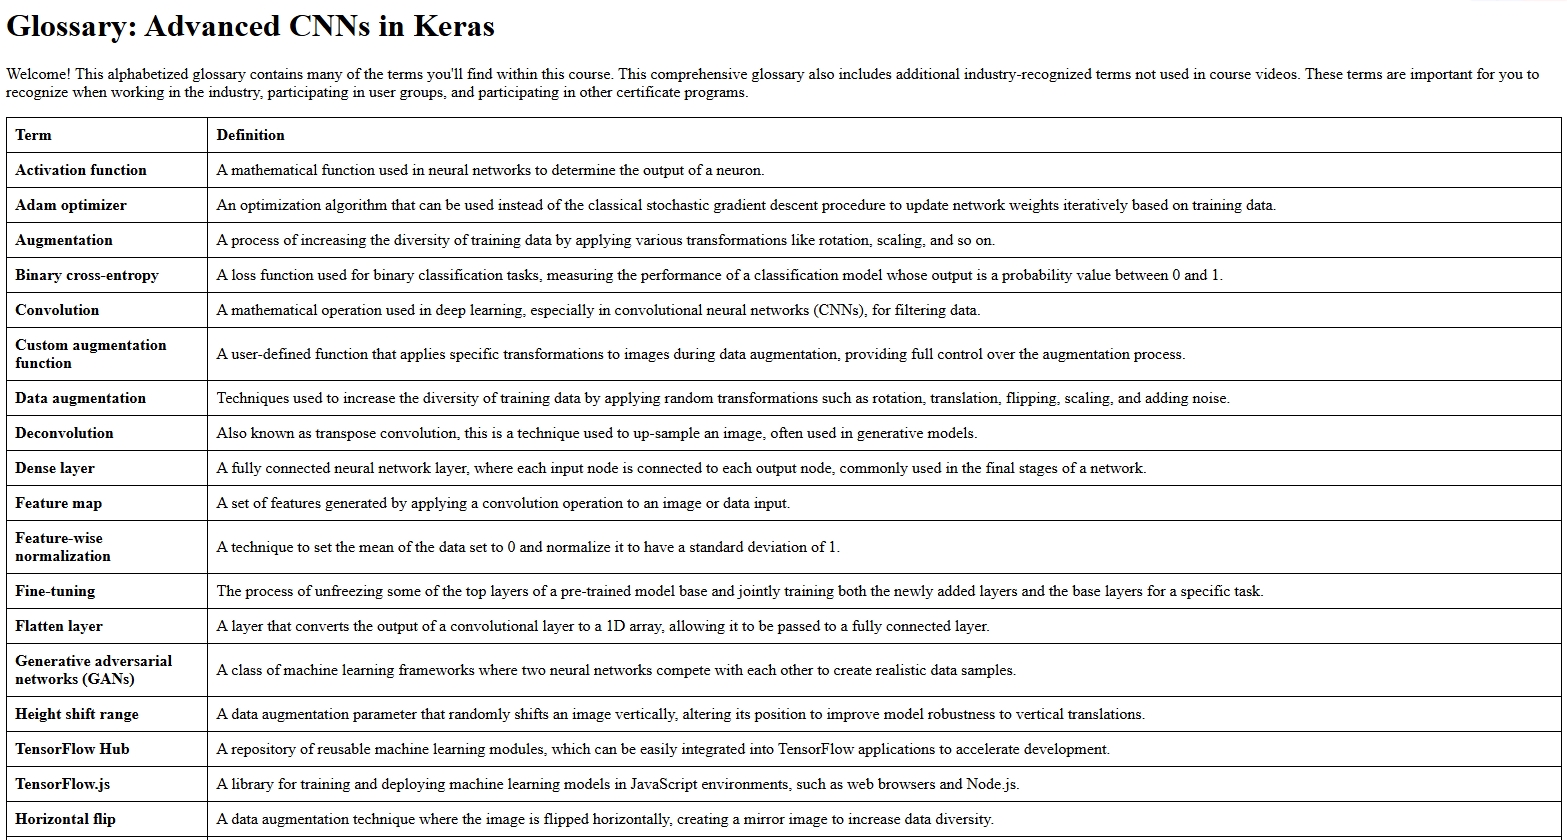 Glossary: Advanced CNNs in Keras
Welcome! This alphabetized glossary contains many of the terms you'll find within this course. This comprehensive glossary also includes additional industry-recognized terms not used in course videos. These terms are important for you to
recognize when working in the industry, participating in user groups, and participating in other certificate programs.
Term Definition
Activation function A mathematical function used in neural networks to determine the output of a neuron.
Adam optimizer An optimization algorithm that can be used instead of the classical stochastic gradient descent procedure to update network weights iteratively based on training data.
Augmentation A process of increasing the diversity of training data by applying various transformations like rotation, scaling, and so on.
Binary cross-entropy A loss function used for binary classification tasks, measuring the performance of a classification model whose output is a probability value between 0 and 1.
Convolution A mathematical operation used in deep learning, especially in convolutional neural networks (CNNs), for filtering data.
Custom augmentation
function
A user-defined function that applies specific transformations to images during data augmentation, providing full control over the augmentation process.
Data augmentation Techniques used to increase the diversity of training data by applying random transformations such as rotation, translation, flipping, scaling, and adding noise.
Deconvolution Also known as transpose convolution, this is a technique used to up-sample an image, often used in generative models.
Dense layer A fully connected neural network layer, where each input node is connected to each output node, commonly used in the final stages of a network.
Feature map A set of features generated by applying a convolution operation to an image or data input.
Feature-wise
normalization
A technique to set the mean of the data set to 0 and normalize it to have a standard deviation of 1.
Fine-tuning The process of unfreezing some of the top layers of a pre-trained model base and jointly training both the newly added layers and the base layers for a specific task.
Flatten layer A layer that converts the output of a convolutional layer to a 1D array, allowing it to be passed to a fully connected layer.
Generative adversarial
networks (GANs)
A class of machine learning frameworks where two neural networks compete with each other to create realistic data samples.
Height shift range A data augmentation parameter that randomly shifts an image vertically, altering its position to improve model robustness to vertical translations.
TensorFlow Hub A repository of reusable machine learning modules, which can be easily integrated into TensorFlow applications to accelerate development.
TensorFlow.js A library for training and deploying machine learning models in JavaScript environments, such as web browsers and Node.js.
Horizontal flip A data augmentation technique where the image is flipped horizontally, creating a mirror image to increase data diversity.